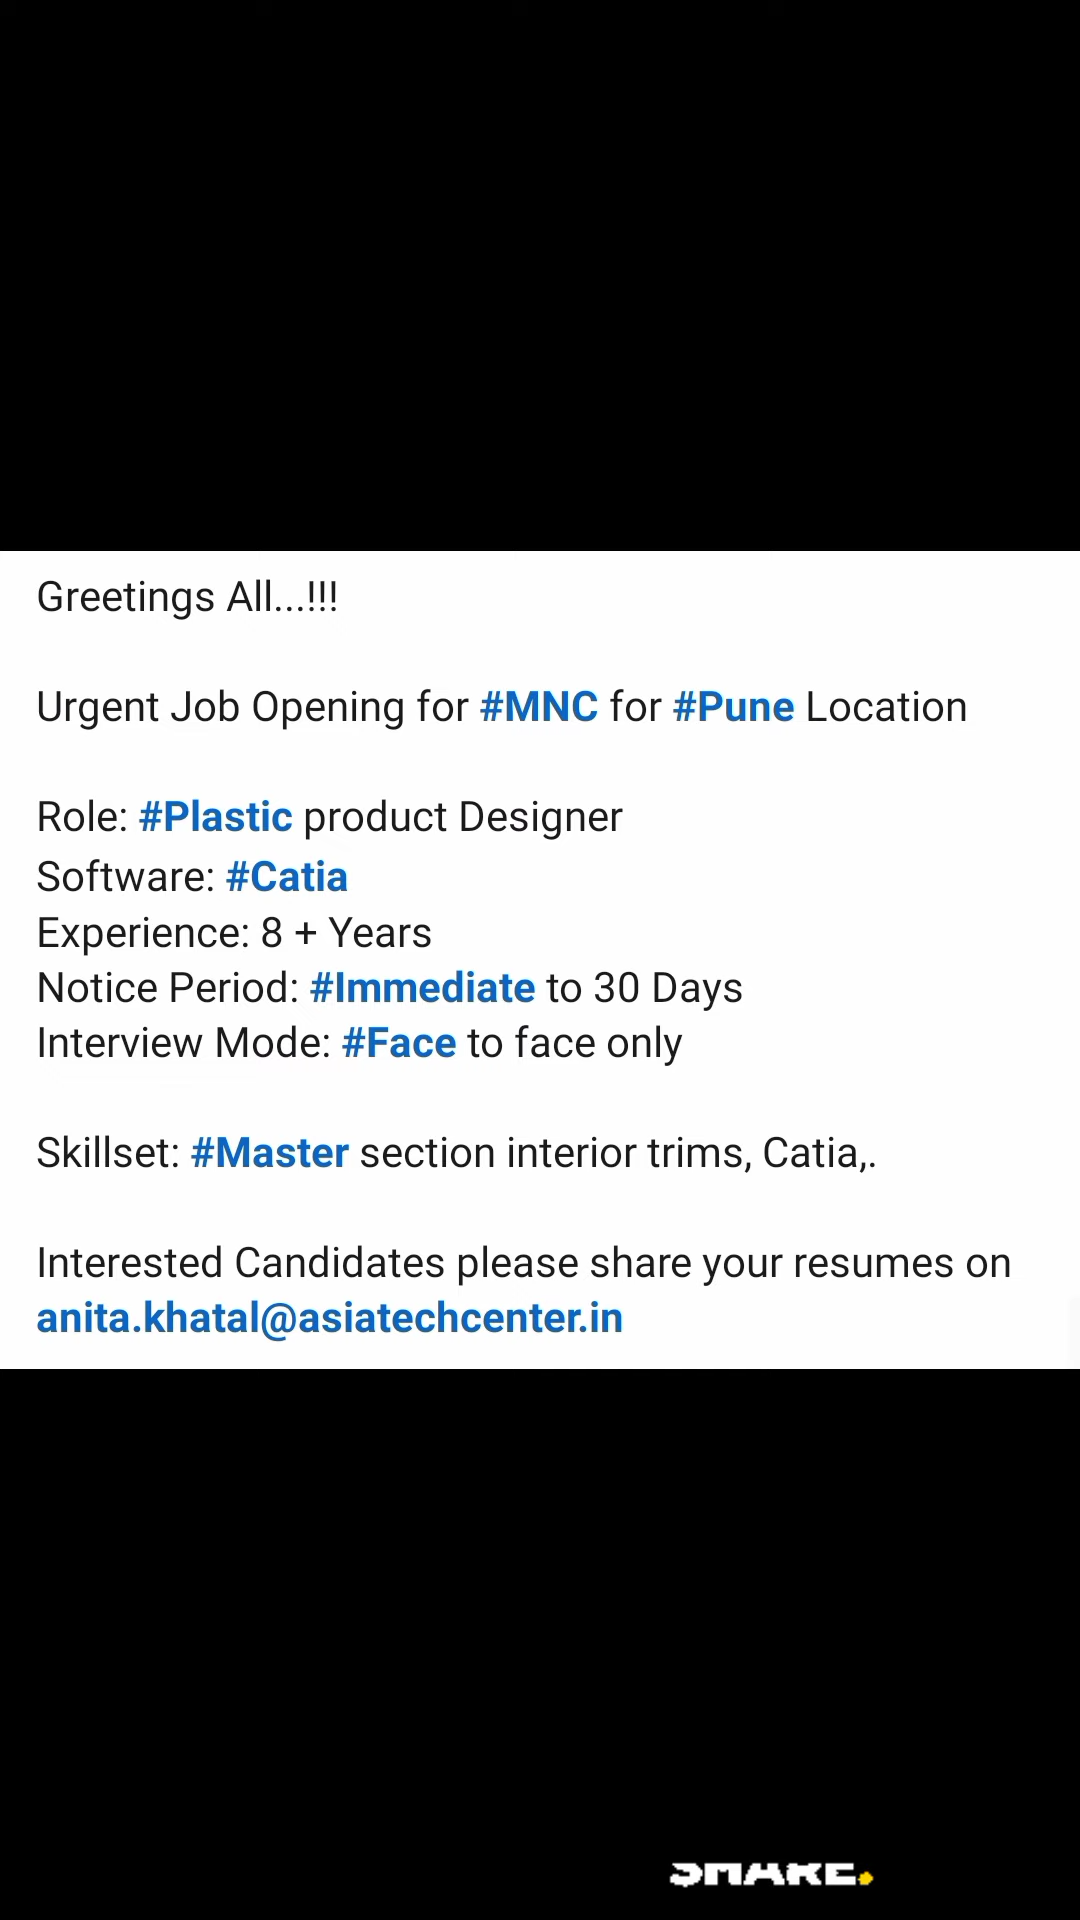 Greetings All...!!!
Urgent Job Opening for #MNC for #Pune Location
Role: #Plastic product Designer
Software: #Catia
Experience: 8 + Years
Notice Period: #Immediate to 30 Days
Interview Mode: #Face to face only
Skillset: #Master section interior trims, Catia,.
Interested Candidates please share your resumes on
anita.khatal@asiatechcenter.in
SNAKE.